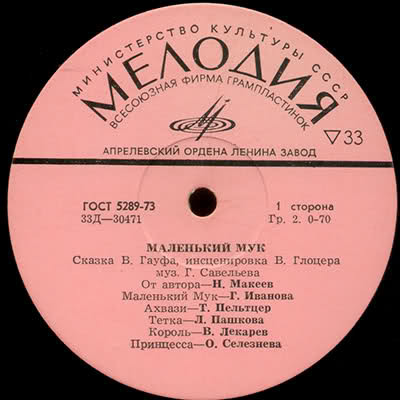 МИНИСТЕРСТВО КУЛЬТУРЫ СССР
МЕЛОДИЯ
ВСЕСОЮЗНАЯ ФИРМА ГРАМПЛАСТИНОК
▽33
АПРЕЛЕВСКИЙ ОРДЕНА ЛЕНИНА ЗАВОД
ГОСТ 5289-73
1 сторона
33Д—30471
Гр. 2. 0-70
МАЛЕНЬКИЙ МУК
Сказка В. Гауфа, инсценировка В. Глоцера
муз. Г. Савельева
От автора—Н. Макеев
Маленький Мук—Г. Иванова
Ахвази—Т. Пельтцер
Тетка—Л. Пашкова
Король—В. Лекарев
Принцесса—О. Селезнева